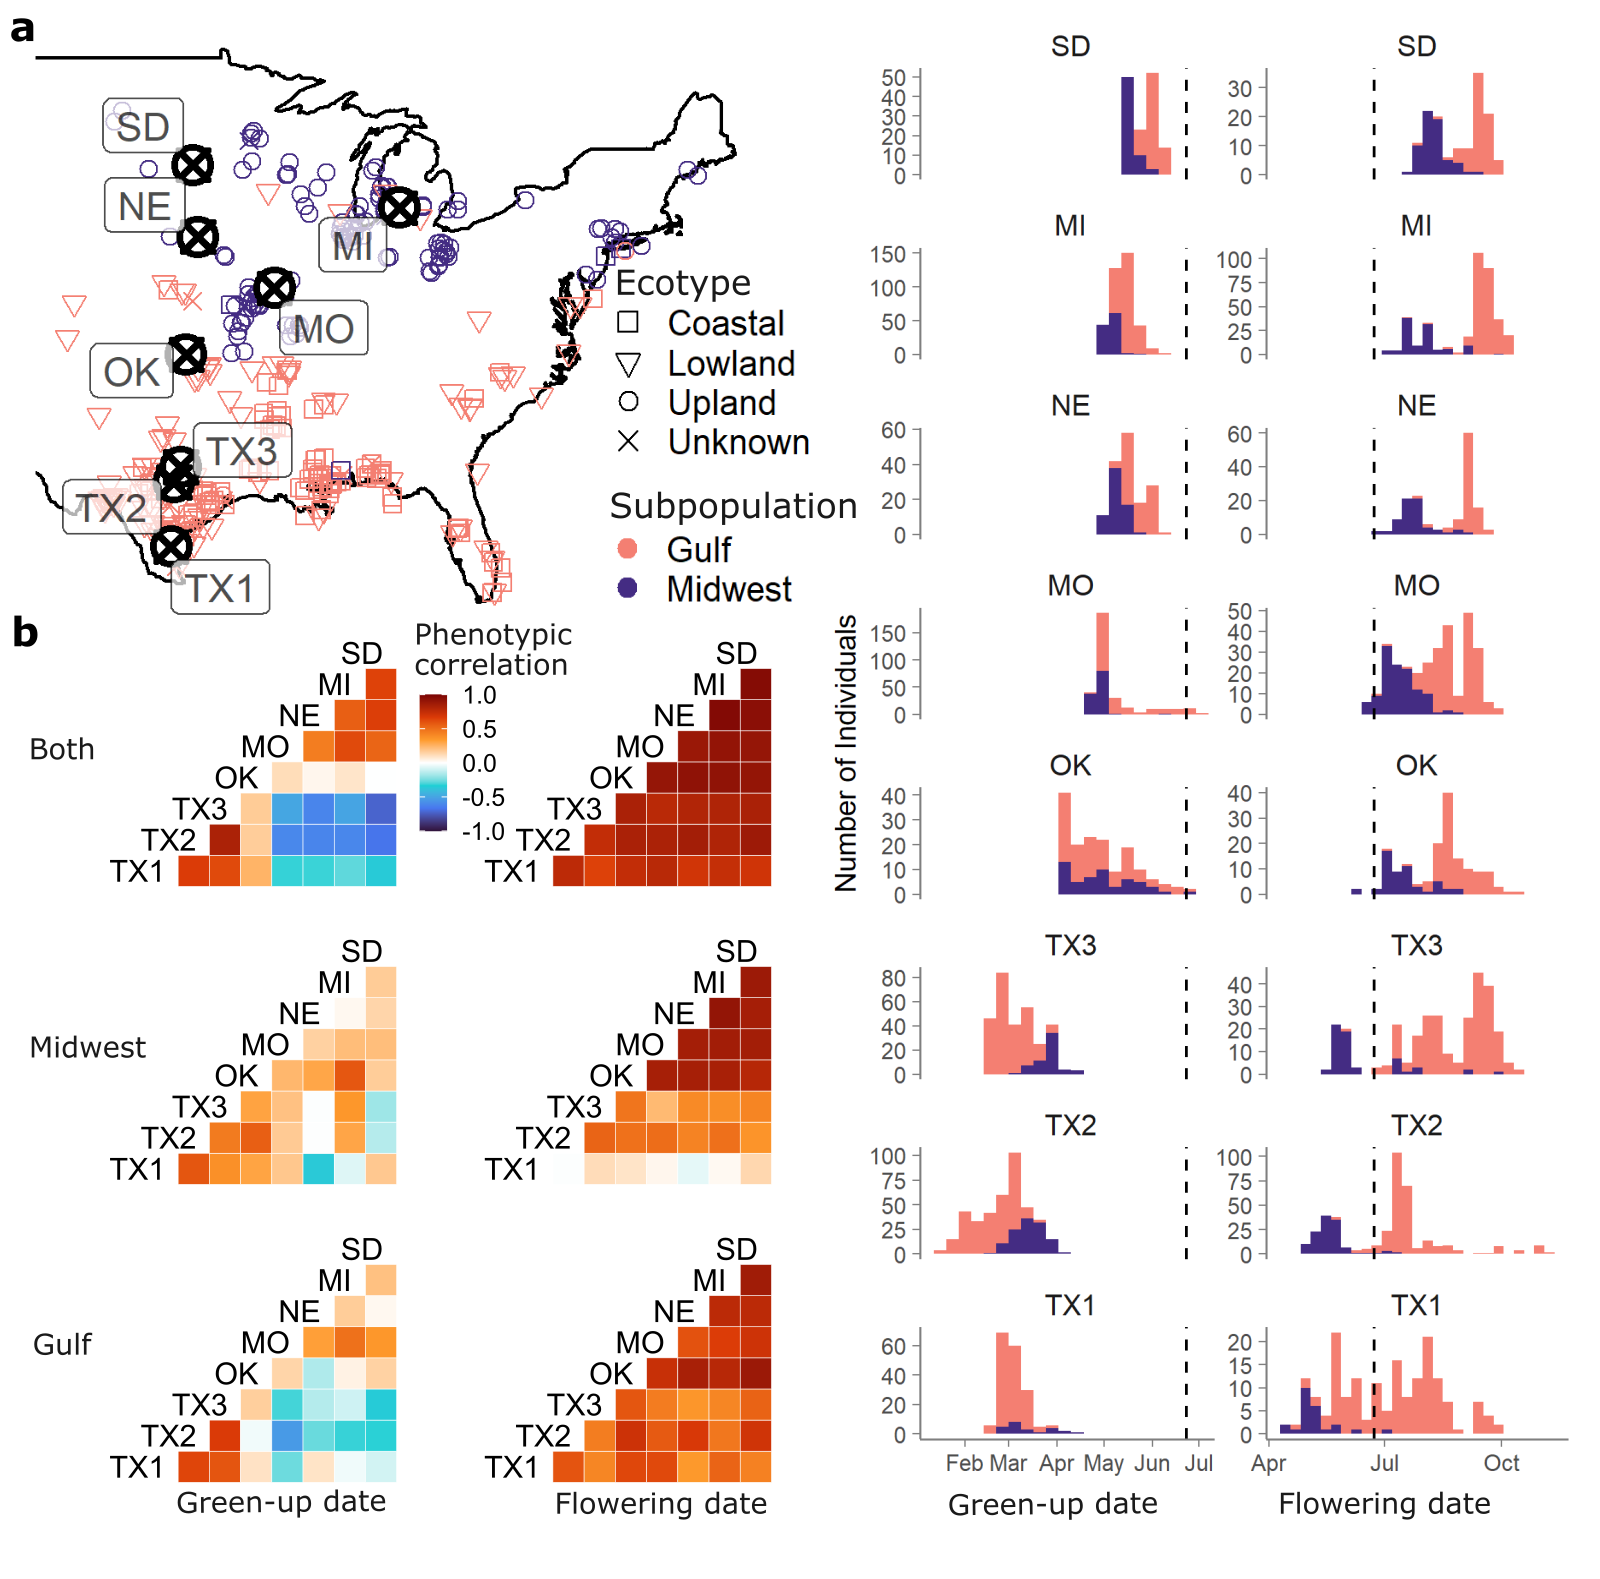 a
SD
NE
MI
MO
OK
TX3
TX2
TX1
Ecotype
Coastal
Lowland
Upland
Unknown
Subpopulation
Gulf
Midwest
b
Phenotypic
correlation
1.0
0.5
0.0
-0.5
-1.0
Both
SD
MI
NE
MO
OK
TX3
TX2
TX1
SD
MI
NE
MO
OK
TX3
TX2
TX1
Midwest
SD
MI
NE
MO
OK
TX3
TX2
TX1
SD
MI
NE
MO
OK
TX3
TX2
TX1
Gulf
SD
MI
NE
MO
OK
TX3
TX2
TX1
SD
MI
NE
MO
OK
TX3
TX2
TX1
Green-up date
Flowering date
Number of Individuals
SD
50
40
30
20
10
0
SD
30
20
10
0
MI
150
100
50
0
MI
100
75
50
25
0
NE
60
40
20
0
NE
60
40
20
0
MO
150
100
50
0
MO
50
40
30
20
10
0
OK
40
30
20
10
0
OK
40
30
20
10
0
TX3
80
60
40
20
0
TX3
40
30
20
10
0
TX2
100
75
50
25
0
TX2
100
75
50
25
0
TX1
60
40
20
0
TX1
20
15
10
5
0
Feb Mar Apr May Jun Jul
Apr Jul Oct
Green-up date
Flowering date